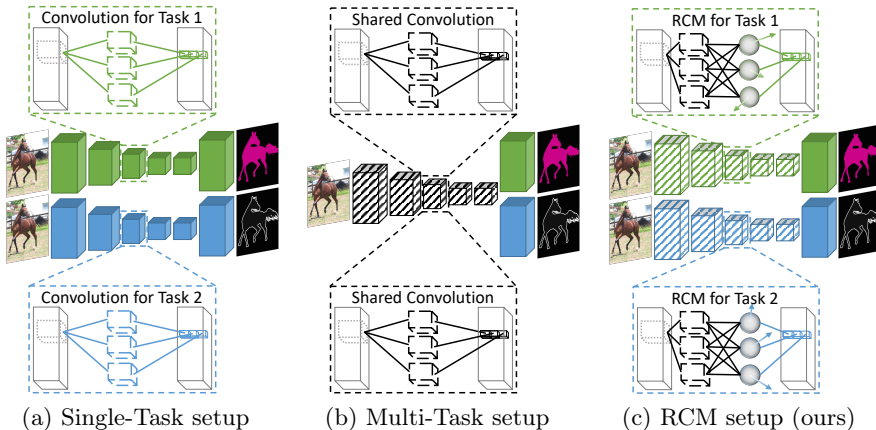 Convolution for Task 1
Shared Convolution
RCM for Task 1
Convolution for Task 2
Shared Convolution
RCM for Task 2
(a) Single-Task setup
(b) Multi-Task setup
(c) RCM setup (ours)